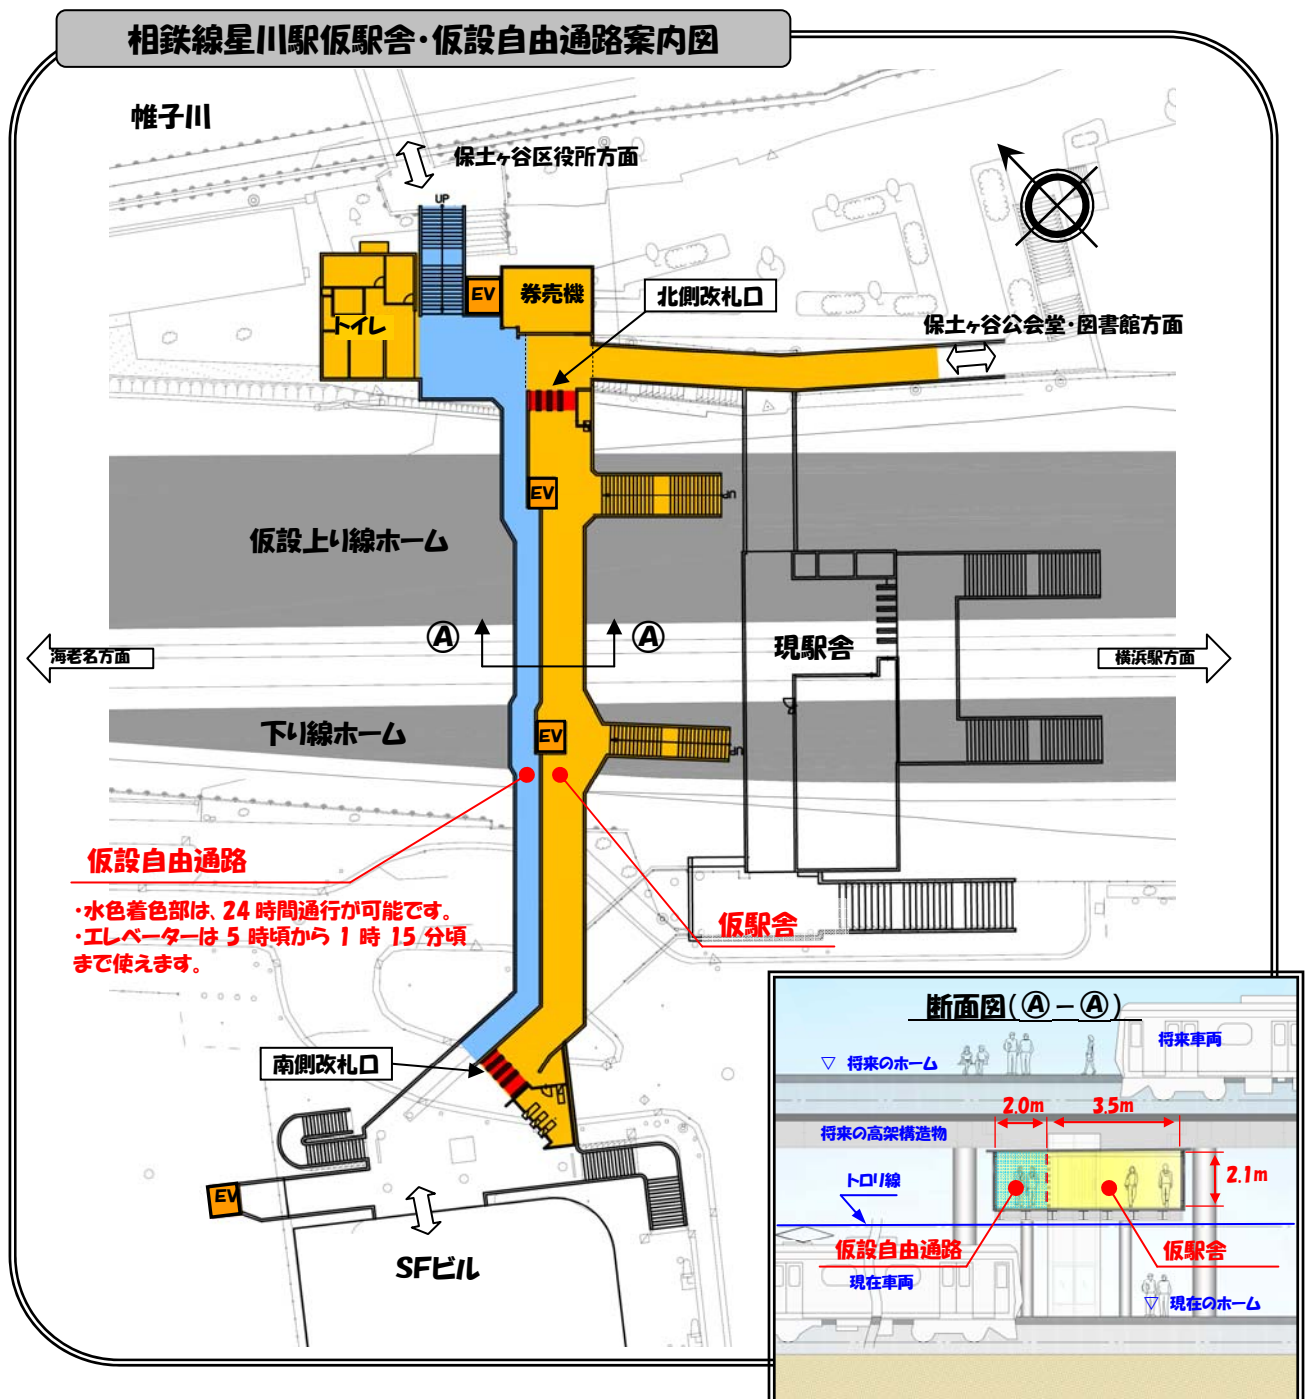 相鉄線星川駅仮駅舎・仮設自由通路案内図
帷子川
保土ヶ谷区役所方面
UP
EV
券売機
北側改札口
トイレ
保土ヶ谷公会堂・図書館方面
EV
UP
仮設上り線ホーム
Ⓐ
Ⓐ
現駅舎
海老名方面
横浜駅方面
下り線ホーム
EV
UP
仮設自由通路
・水色着色部は、24 時間通行が可能です。
・エレベーターは 5 時頃から 1 時 15 分頃
まで使えます。
仮駅舎
南側改札口
EV
SFビル
断面図(Ⓐ－Ⓐ)
将来車両
▽ 将来のホーム
2.0m
3.5m
将来の高架構造物
トロリ線
2.1m
仮設自由通路
仮駅舎
現在車両
▽ 現在のホーム